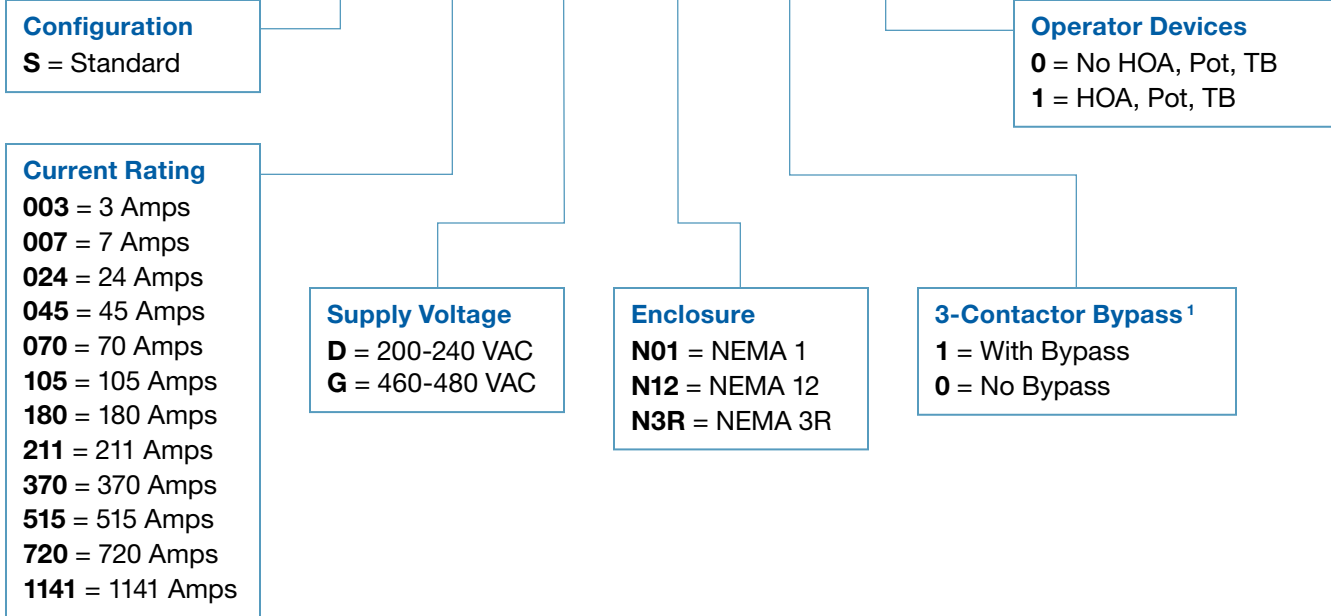 Configuration
S = Standard
Operator Devices
0 = No HOA, Pot, TB
1 = HOA, Pot, TB
Current Rating
003 = 3 Amps
007 = 7 Amps
024 = 24 Amps
045 = 45 Amps
070 = 70 Amps
105 = 105 Amps
180 = 180 Amps
211 = 211 Amps
370 = 370 Amps
515 = 515 Amps
720 = 720 Amps
1141 = 1141 Amps
Supply Voltage
D = 200-240 VAC
G = 460-480 VAC
Enclosure
N01 = NEMA 1
N12 = NEMA 12
N3R = NEMA 3R
3-Contactor Bypass 1
1 = With Bypass
0 = No Bypass